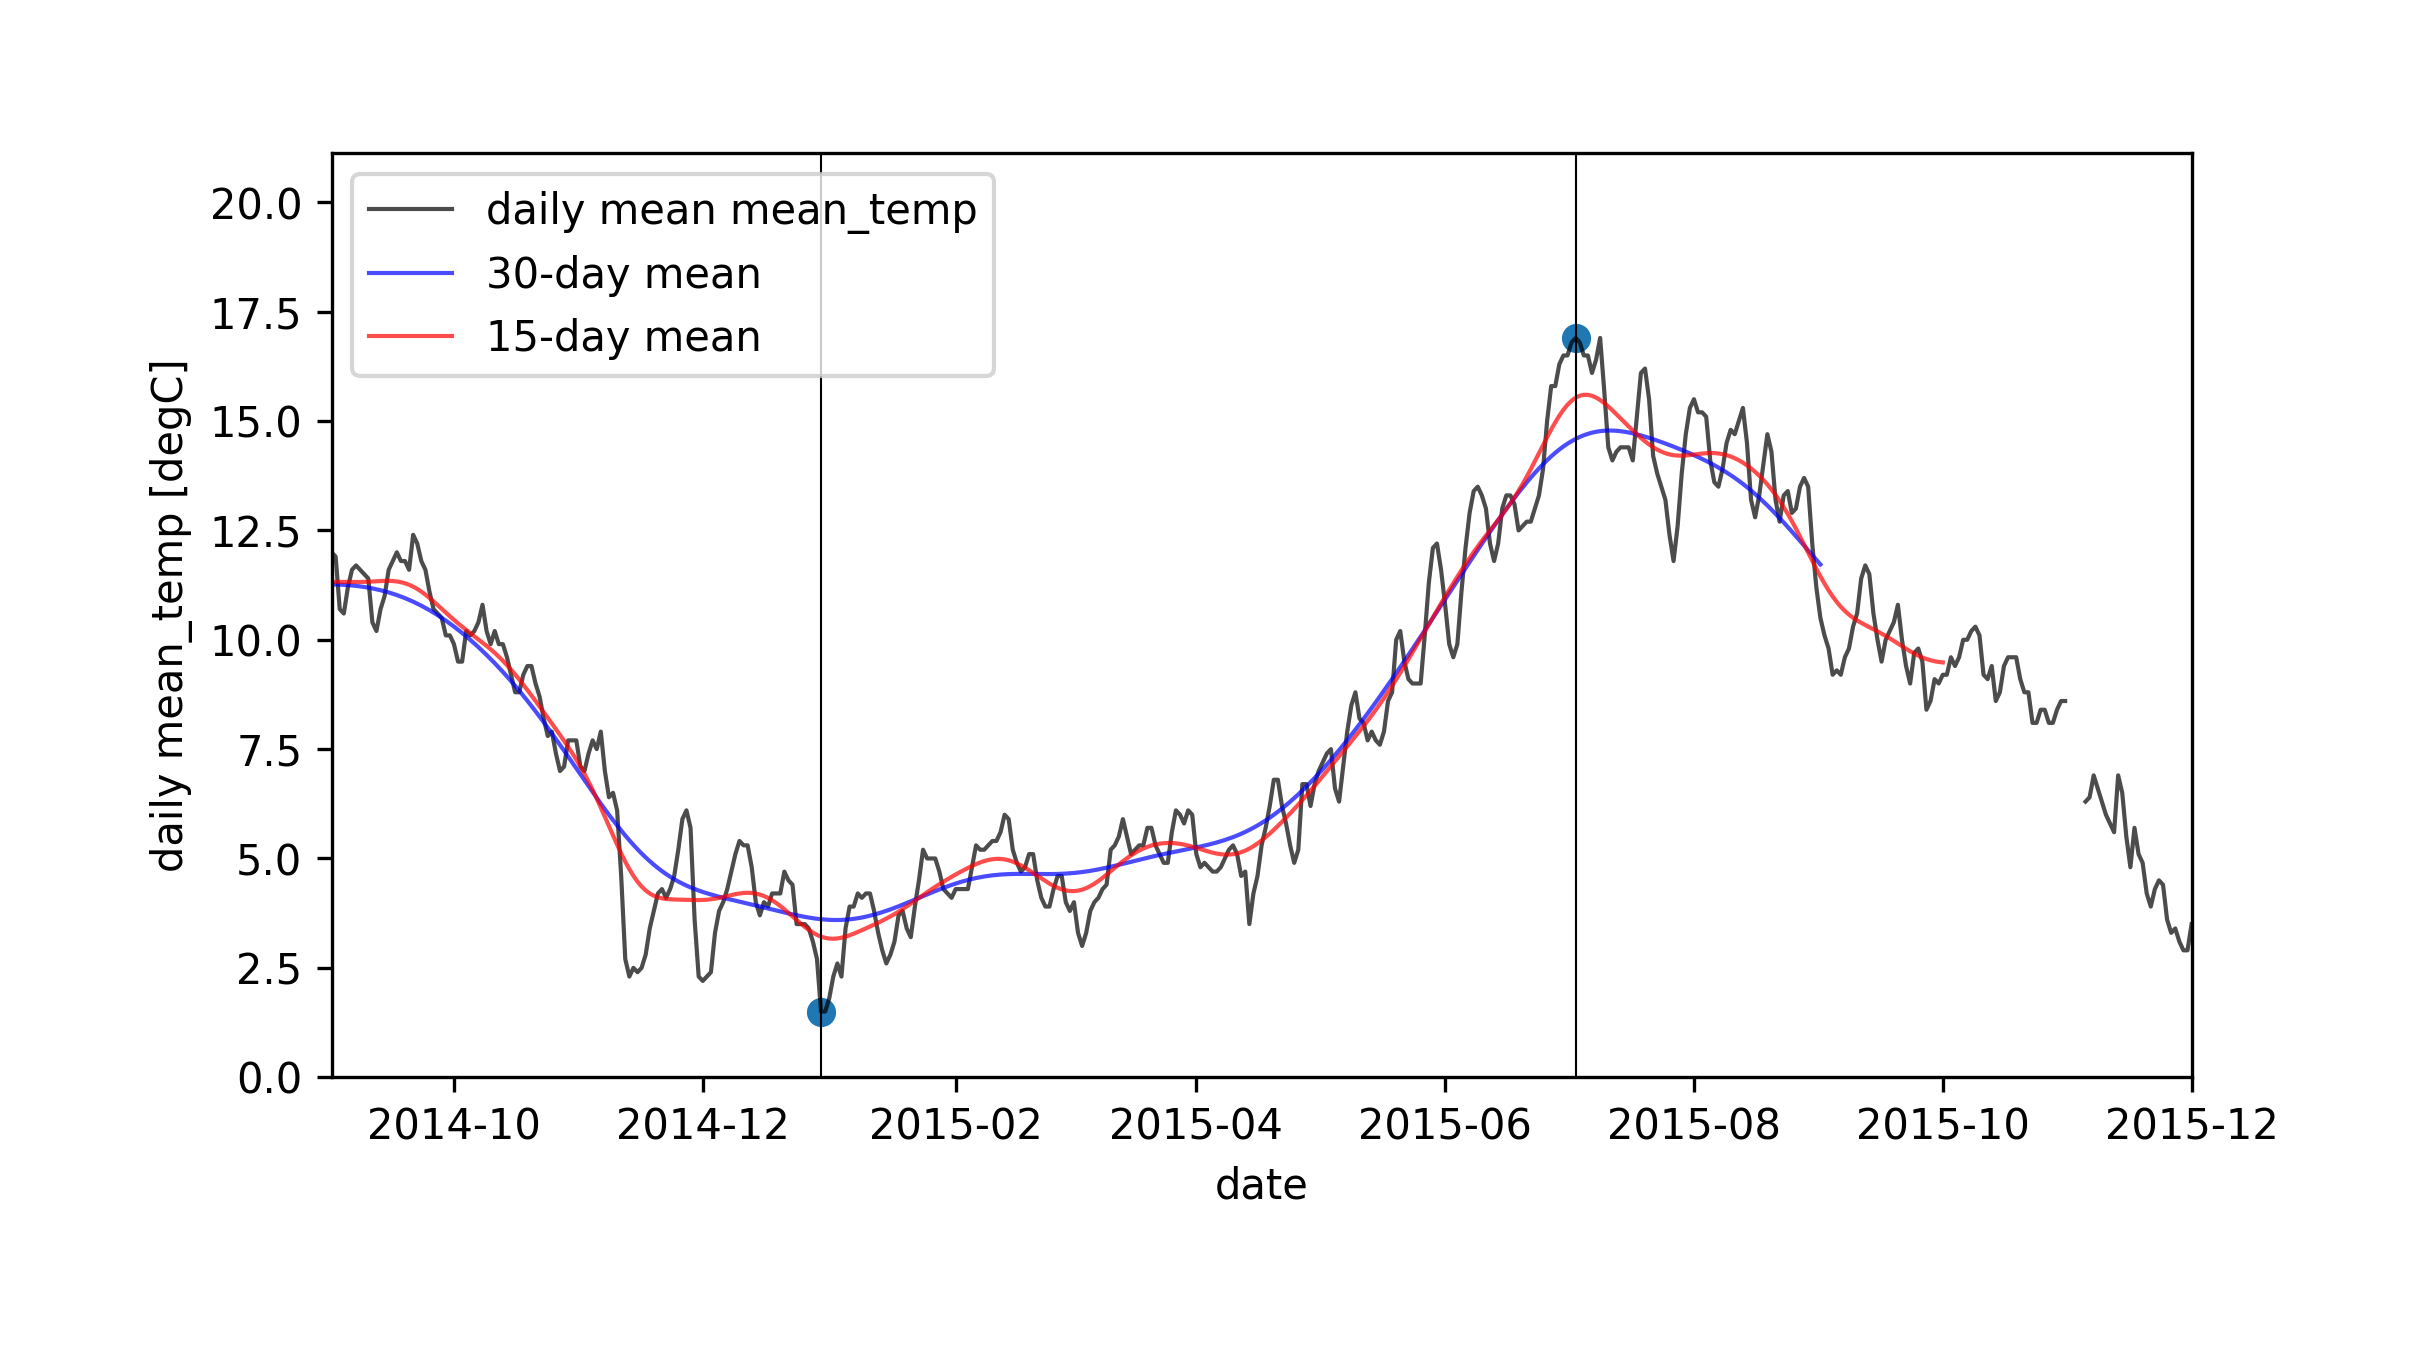 daily mean mean_temp
30-day mean
15-day mean
daily mean_temp [degC]
20.0
17.5
15.0
12.5
10.0
7.5
5.0
2.5
0.0
2014-10 2014-12 2015-02 2015-04 2015-06 2015-08 2015-10 2015-12
date